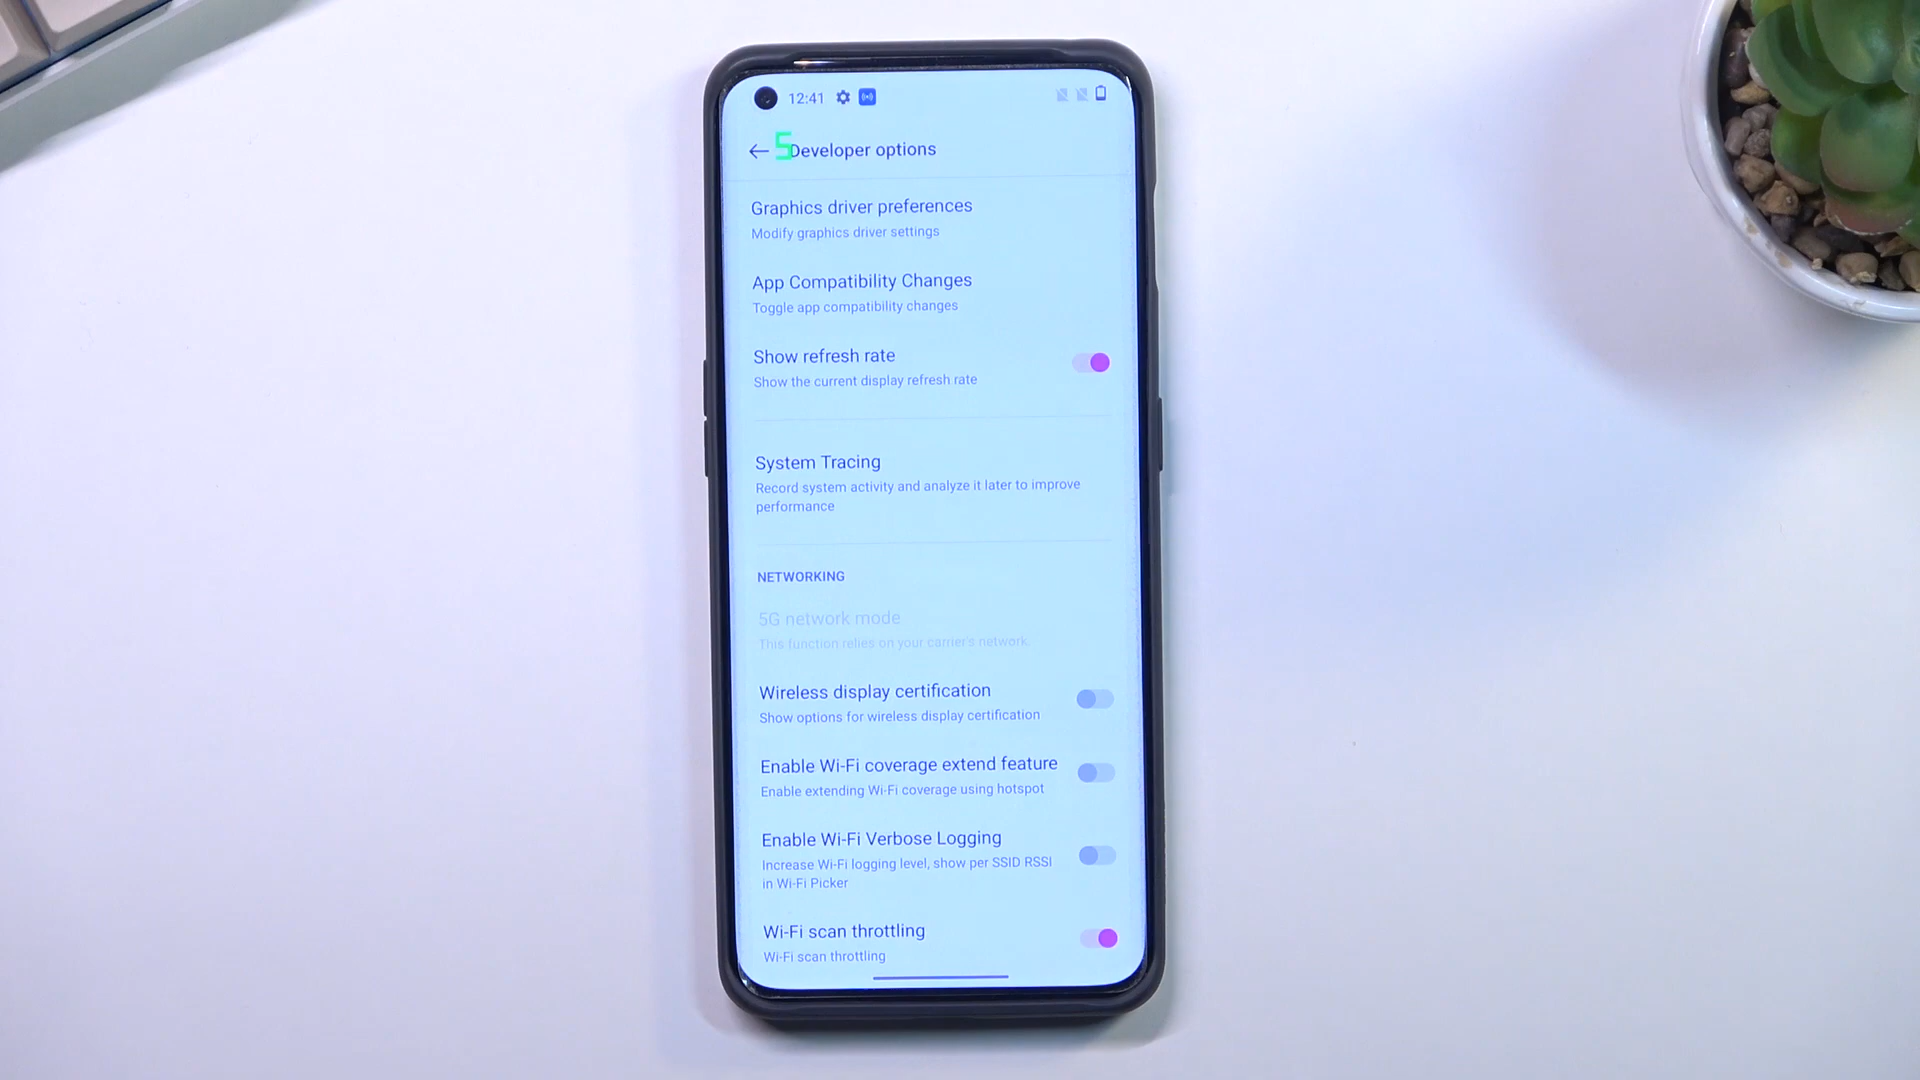 12:41
5
Developer options
Graphics driver preferences
Modify graphics driver settings
App Compatibility Changes
Toggle app compatibility changes
Show refresh rate
Show the current display refresh rate
System Tracing
Record system activity and analyze it later to improve
performance
NETWORKING
5G network mode
This function relies on your carrier's network.
Wireless display certification
Show options for wireless display certification
Enable Wi-Fi coverage extend feature
Enable extending Wi-Fi coverage using hotspot
Enable Wi-Fi Verbose Logging
Increase Wi-Fi logging level, show per SSID RSSI
in Wi-Fi Picker
Wi-Fi scan throttling
Wi-Fi scan throttling